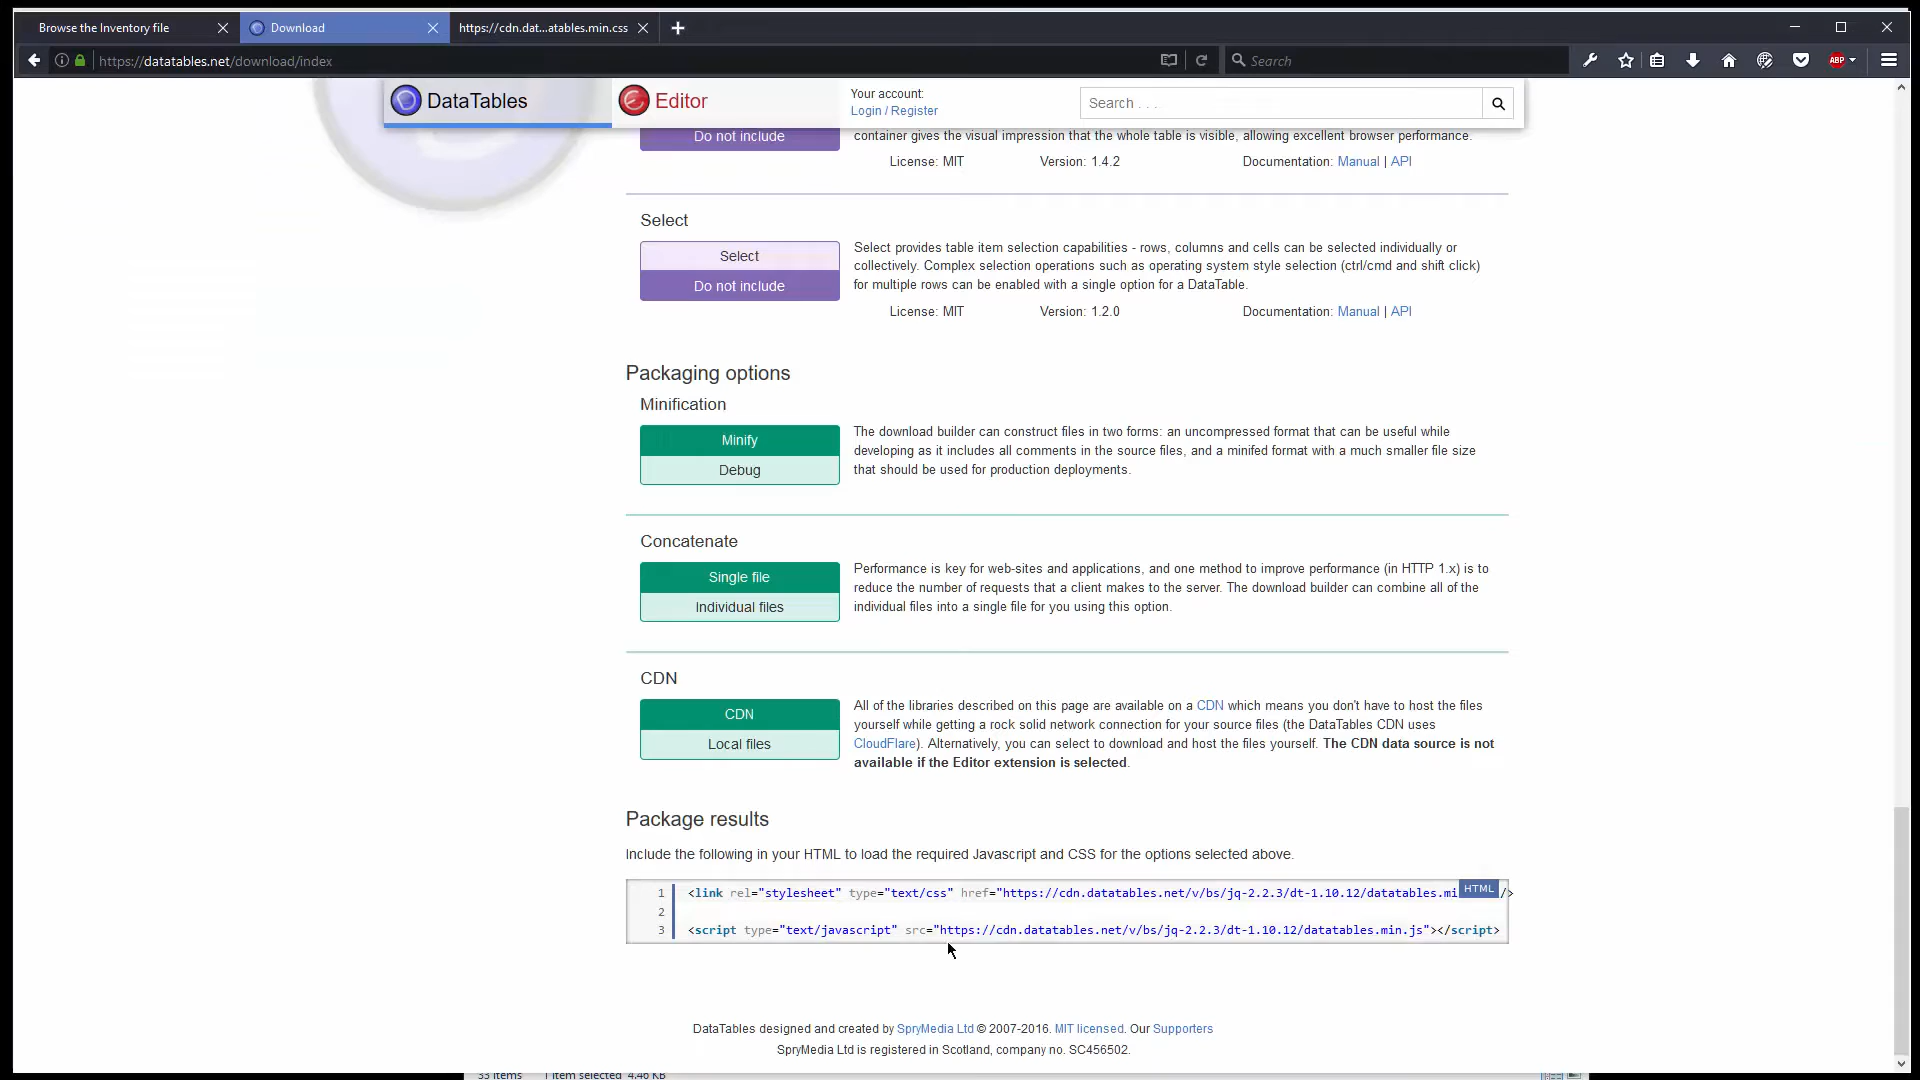 Browse the Inventory file
Download
https://cdn.dat...atables.min.css
https://datatables.net/download/index
Search
ABP
DataTables
Editor
Your account:
Login / Register
Search . . .
Do not include
container gives the visual impression that the whole table is visible, allowing excellent browser performance.
License: MIT Version: 1.4.2 Documentation: Manual | API
Select
Select
Do not include
Select provides table item selection capabilities - rows, columns and cells can be selected individually or
collectively. Complex selection operations such as operating system style selection (ctrl/cmd and shift click)
for multiple rows can be enabled with a single option for a DataTable.
License: MIT Version: 1.2.0 Documentation: Manual | API
Packaging options
Minification
Minify
Debug
The download builder can construct files in two forms: an uncompressed format that can be useful while
developing as it includes all comments in the source files, and a minifed format with a much smaller file size
that should be used for production deployments.
Concatenate
Single file
Individual files
Performance is key for web-sites and applications, and one method to improve performance (in HTTP 1.x) is to
reduce the number of requests that a client makes to the server. The download builder can combine all of the
individual files into a single file for you using this option.
CDN
CDN
Local files
All of the libraries described on this page are available on a CDN which means you don't have to host the files
yourself while getting a rock solid network connection for your source files (the DataTables CDN uses
CloudFlare). Alternatively, you can select to download and host the files yourself. The CDN data source is not
available if the Editor extension is selected.
Package results
Include the following in your HTML to load the required Javascript and CSS for the options selected above.
HTML
1 <link rel="stylesheet" type="text/css" href="https://cdn.datatables.net/v/bs/jq-2.2.3/dt-1.10.12/datatables.mi />
2
3 <script type="text/javascript" src="https://cdn.datatables.net/v/bs/jq-2.2.3/dt-1.10.12/datatables.min.js"></script>
DataTables designed and created by SpryMedia Ltd © 2007-2016. MIT licensed. Our Supporters
SpryMedia Ltd is registered in Scotland, company no. SC456502.
33 items 1 item selected 4.46 KB